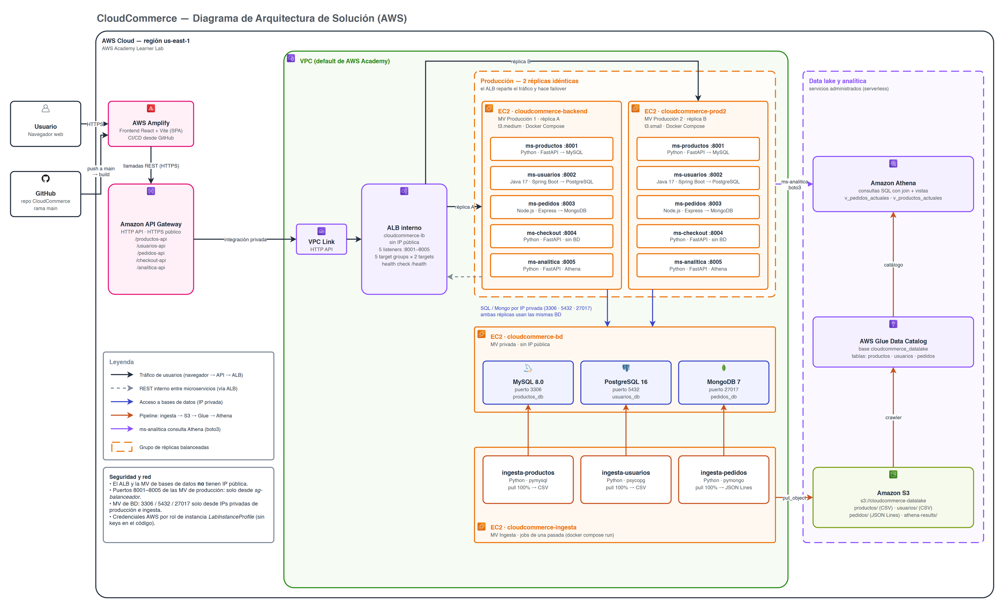 CloudCommerce — Diagrama de Arquitectura de Solución (AWS)
AWS Cloud — región us-east-1
AWS Academy Learner Lab
Usuario
Navegador web
HTTPS
GitHub
repo CloudCommerce
rama main
push a main
→ build
AWS Amplify
Frontend React + Vite (SPA)
CI/CD desde GitHub
llamadas REST (HTTPS)
Amazon API Gateway
HTTP API · HTTPS público
/productos-api
/usuarios-api
/pedidos-api
/checkout-api
/analitica-api
integración privada
VPC (default de AWS Academy)
VPC Link
HTTP API
ALB interno
cloudcommerce-lb
sin IP pública
5 listeners :8001–8005
5 target groups × 2 targets
health check /health
réplica A
réplica B
Producción — 2 réplicas idénticas
el ALB reparte el tráfico y hace failover
EC2 · cloudcommerce-backend
MV Producción 1 · réplica A
t3.medium · Docker Compose
ms-productos :8001
Python · FastAPI → MySQL
ms-usuarios :8002
Java 17 · Spring Boot → PostgreSQL
ms-pedidos :8003
Node.js · Express → MongoDB
ms-checkout :8004
Python · FastAPI · sin BD
ms-analitica :8005
Python · FastAPI · Athena
EC2 · cloudcommerce-prod2
MV Producción 2 · réplica B
t3.small · Docker Compose
ms-productos :8001
Python · FastAPI → MySQL
ms-usuarios :8002
Java 17 · Spring Boot → PostgreSQL
ms-pedidos :8003
Node.js · Express → MongoDB
ms-checkout :8004
Python · FastAPI · sin BD
ms-analitica :8005
Python · FastAPI · Athena
SQL / Mongo por IP privada (3306 · 5432 · 27017)
ambas réplicas usan las mismas BD
EC2 · cloudcommerce-bd
MV privada · sin IP pública
MySQL
MySQL 8.0
puerto 3306
productos_db
PostgreSQL 16
puerto 5432
usuarios_db
MongoDB 7
puerto 27017
pedidos_db
ingesta-productos
Python · pymysql
pull 100% → CSV
ingesta-usuarios
Python · psycopg
pull 100% → CSV
ingesta-pedidos
Python · pymongo
pull 100% → JSON Lines
EC2 · cloudcommerce-ingesta
MV Ingesta · jobs de una pasada (docker compose run)
ms-analitica
boto3
put_object
Data lake y analítica
servicios administrados (serverless)
Amazon Athena
consultas SQL con join + vistas
v_pedidos_actuales · v_productos_actuales
catálogo
AWS Glue Data Catalog
base cloudcommerce_datalake
tablas: productos · usuarios · pedidos
crawler
Amazon S3
s3://cloudcommerce-datalake
productos/ (CSV) · usuarios/ (CSV)
pedidos/ (JSON Lines) · athena-results/
Leyenda
Tráfico de usuarios (navegador → API → ALB)
REST interno entre microservicios (vía ALB)
Acceso a bases de datos (IP privada)
Pipeline: ingesta → S3 → Glue → Athena
ms-analitica consulta Athena (boto3)
Grupo de réplicas balanceadas
Seguridad y red
• El ALB y la MV de bases de datos no tienen IP pública.
• Puertos 8001–8005 de las MV de producción: solo desde sg-
balanceador.
• MV de BD: 3306 / 5432 / 27017 solo desde IPs privadas de
producción e ingesta.
• Credenciales AWS por rol de instancia LabInstanceProfile (sin
keys en el código).